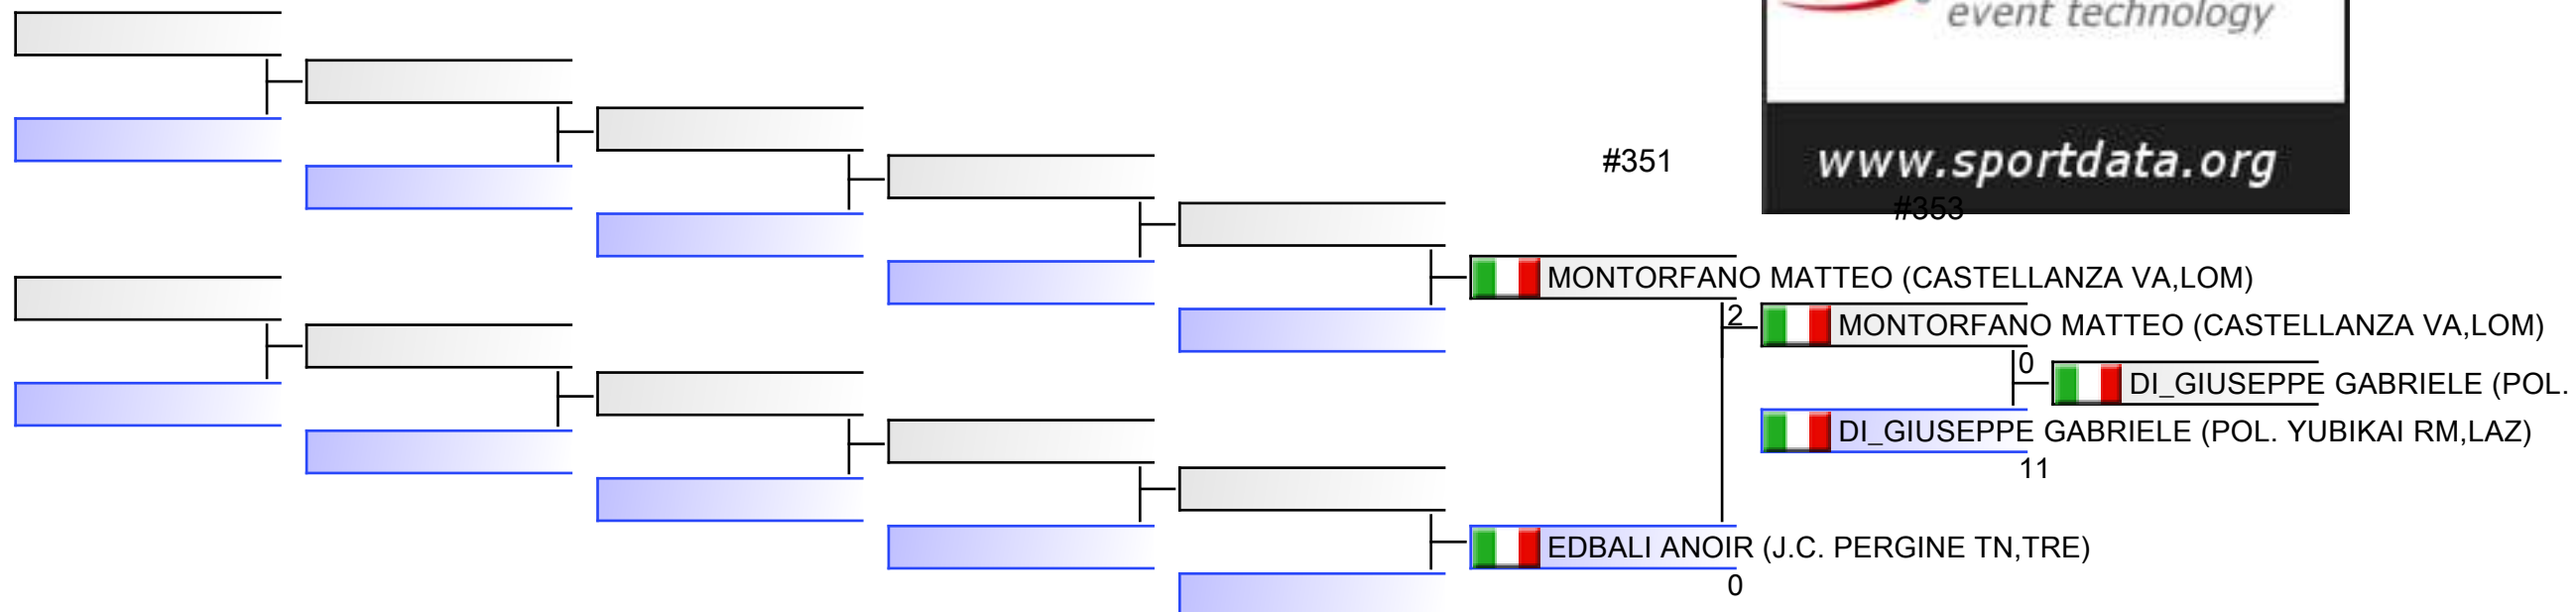 event technology
www.sportdata.org
#351
#353
MONTORFANO MATTEO (CASTELLANZA VA,LOM)
2
MONTORFANO MATTEO (CASTELLANZA VA,LOM)
0
DI_GIUSEPPE GABRIELE (POL.
DI_GIUSEPPE GABRIELE (POL. YUBIKAI RM,LAZ)
11
EDBALI ANOIR (J.C. PERGINE TN,TRE)
0